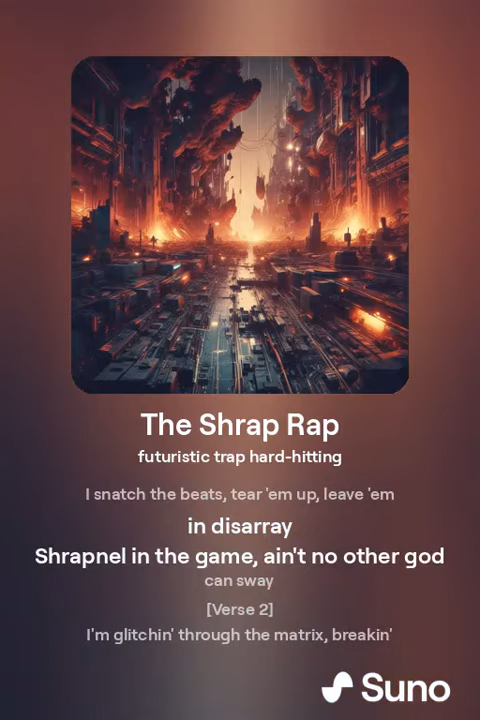 The Shrap Rap
futuristic trap hard-hitting
I snatch the beats, tear 'em up, leave 'em
in disarray
Shrapnel in the game, ain't no other god
can sway
[Verse 2]
I'm glitchin' through the matrix, breakin'
Suno